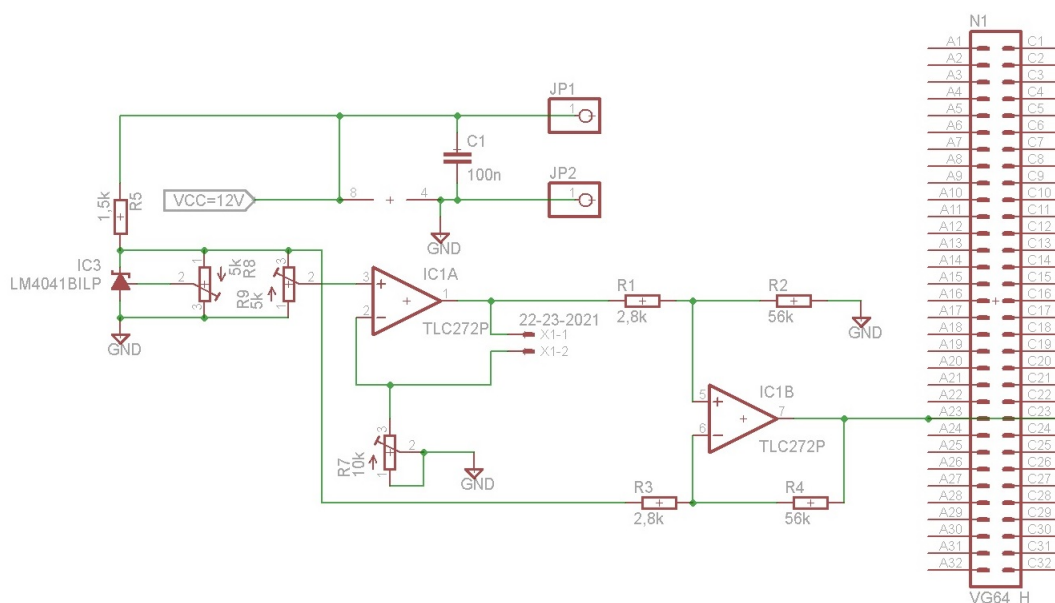 N1
A1 C1
A2 C2
A3 C3
A4 C4
A5 C5
A6 C6
A7 C7
A8 C8
A9 C9
A10 C10
A11 C11
A12 C12
A13 C13
A14 C14
A15 C15
A16 C16
A17 C17
A18 C18
A19 C19
A20 C20
A21 C21
A22 C22
A23 C23
A24 C24
A25 C25
A26 C26
A27 C27
A28 C28
A29 C29
A30 C30
A31 C31
A32 C32
VG64 H
JP1
1
C1
100n
JP2
1
VCC=12V
8 + 4
GND
1,5k
R5
IC3
LM4041BILP
2
1
3
5k
R8
R9
5k
3
1
2
GND
3
2
1
IC1A
TLC272P
22-23-2021
X1-1
X1-2
R7
10k
3
1
2
GND
R1
2,8k
R2
56k
GND
5
6
7
IC1B
TLC272P
R3
2,8k
R4
56k